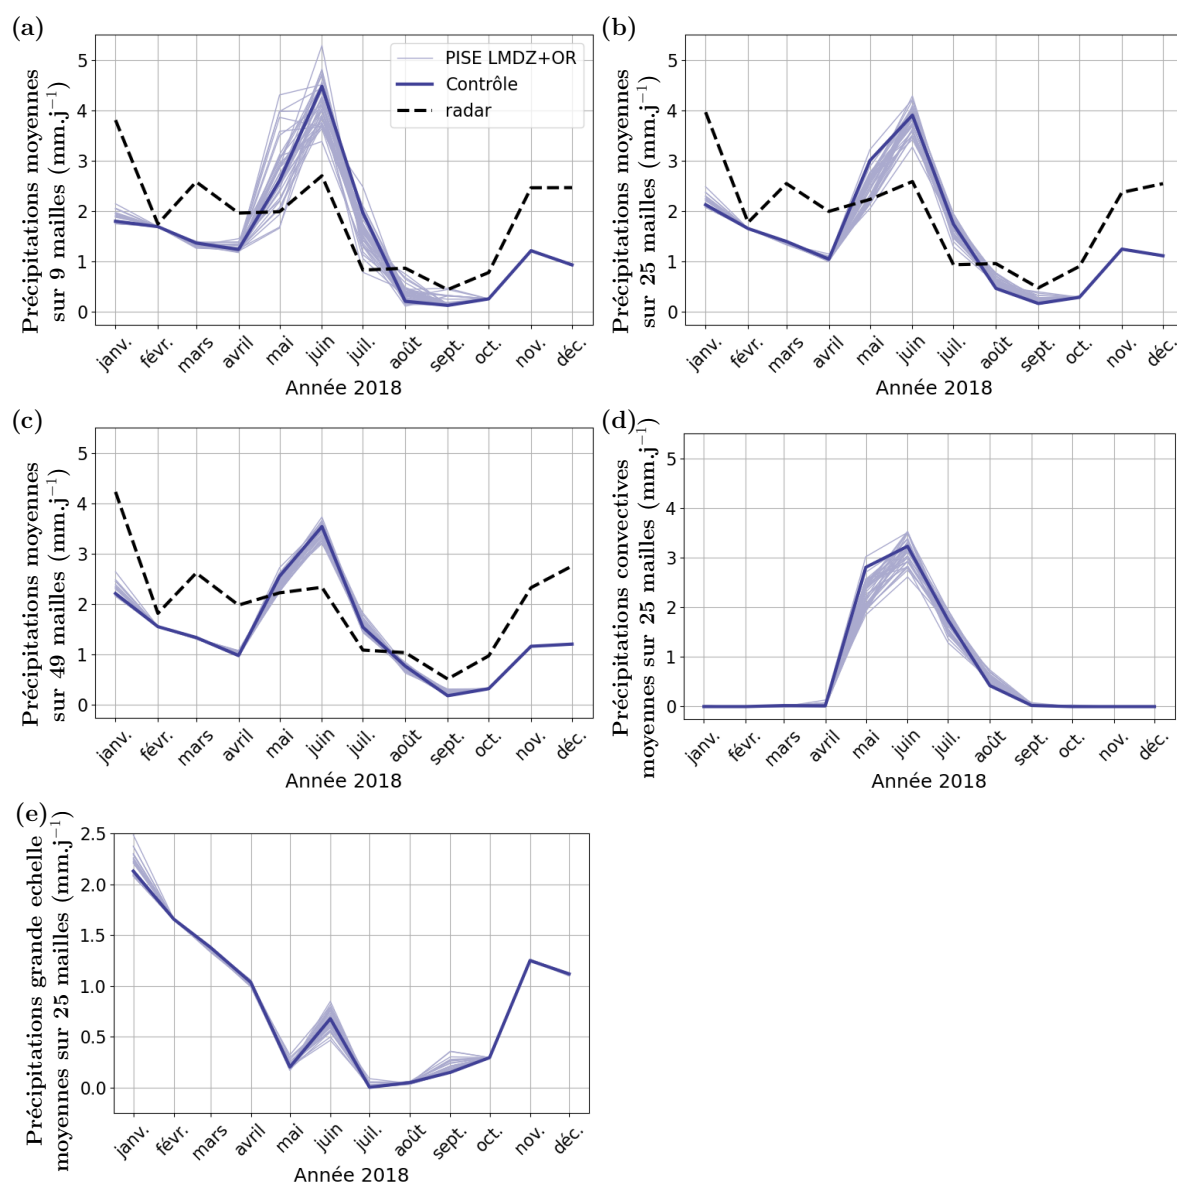 (a)
Précipitations moyennes
sur 9 mailles (mm.j⁻¹)
5
4
3
2
1
0
PISE LMDZ+OR
Contrôle
radar
janv.
févr.
mars
avril
mai
juin
juil.
août
sept.
oct.
nov.
déc.
Année 2018
(b)
Précipitations moyennes
sur 25 mailles (mm.j⁻¹)
5
4
3
2
1
0
janv.
févr.
mars
avril
mai
juin
juil.
août
sept.
oct.
nov.
déc.
Année 2018
(c)
Précipitations moyennes
sur 49 mailles (mm.j⁻¹)
5
4
3
2
1
0
janv.
févr.
mars
avril
mai
juin
juil.
août
sept.
oct.
nov.
déc.
Année 2018
(d)
Précipitations convectives
moyennes sur 25 mailles (mm.j⁻¹)
5
4
3
2
1
0
janv.
févr.
mars
avril
mai
juin
juil.
août
sept.
oct.
nov.
déc.
Année 2018
(e)
Précipitations grande echelle
moyennes sur 25 mailles (mm.j⁻¹)
2.5
2.0
1.5
1.0
0.5
0.0
janv.
févr.
mars
avril
mai
juin
juil.
août
sept.
oct.
nov.
déc.
Année 2018